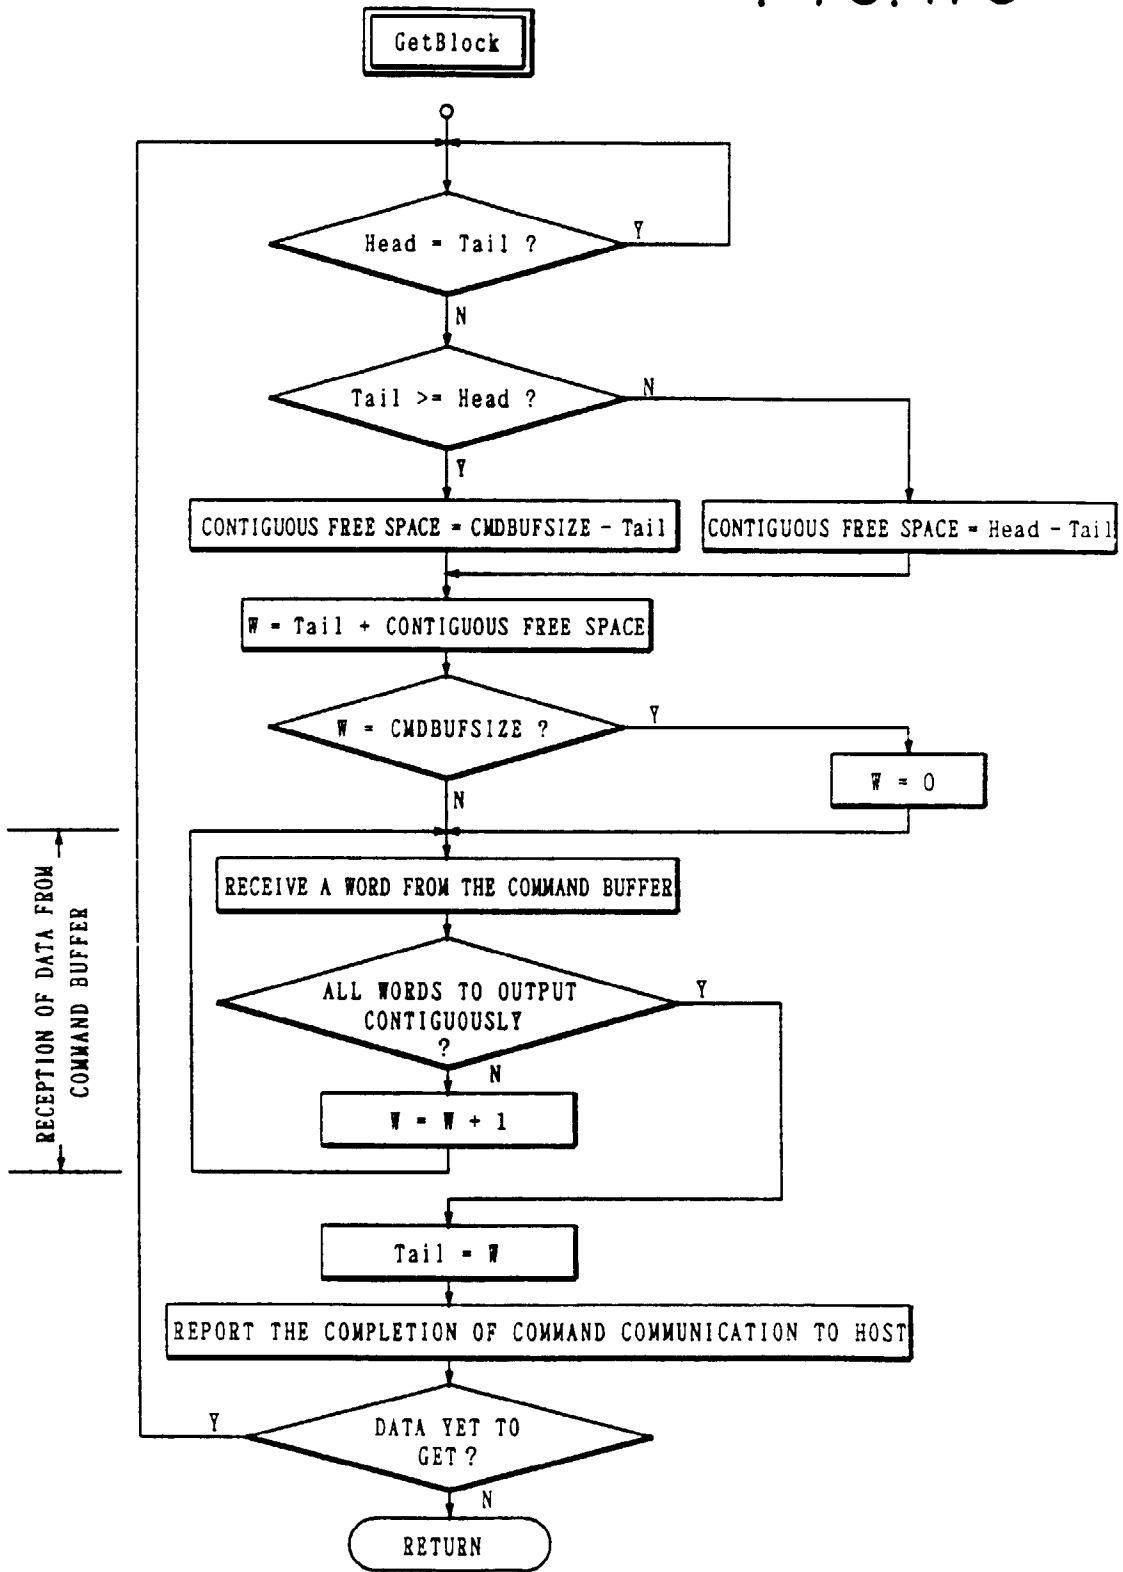 GetBlock
Head = Tail ?
Y
N
Tail >= Head ?
N
Y
CONTIGUOUS FREE SPACE = CMDBUFSIZE - Tail
CONTIGUOUS FREE SPACE = Head - Tail
W = Tail + CONTIGUOUS FREE SPACE
W = CMDBUFSIZE ?
Y
W = 0
N
RECEPTION OF DATA FROM
COMMAND BUFFER
RECEIVE A WORD FROM THE COMMAND BUFFER
ALL WORDS TO OUTPUT
CONTIGUOUSLY
?
Y
N
W = W + 1
Tail = W
REPORT THE COMPLETION OF COMMAND COMMUNICATION TO HOST
DATA YET TO
GET ?
Y
N
RETURN